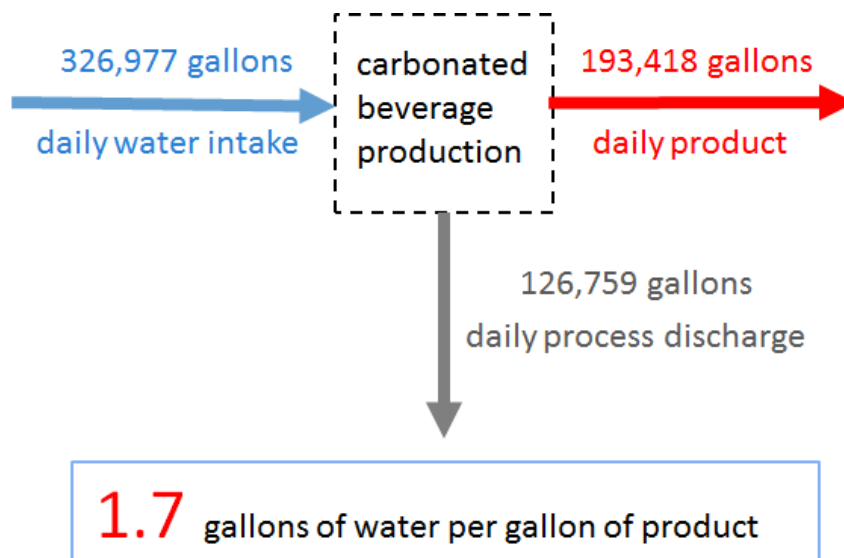 326,977 gallons
daily water intake
carbonated
beverage
production
193,418 gallons
daily product
126,759 gallons
daily process discharge
1.7 gallons of water per gallon of product